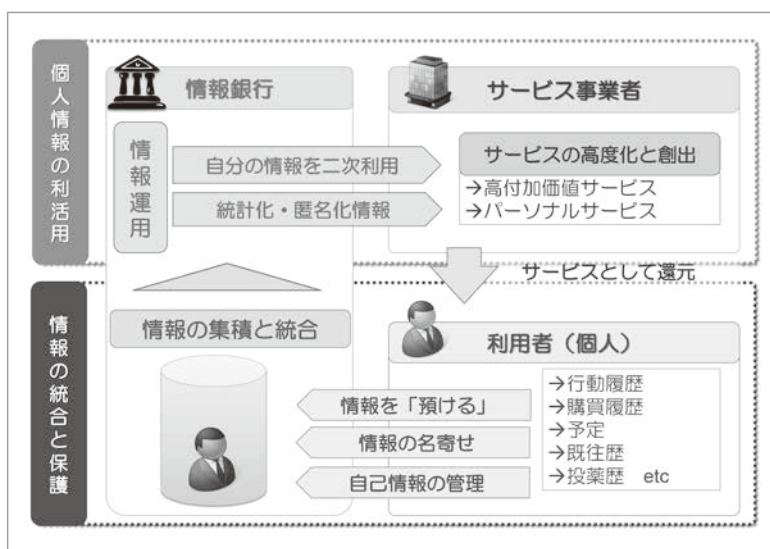 個人情報の利活用
情報銀行
サービス事業者
情報運用
自分の情報を二次利用
統計化・匿名化情報
サービスの高度化と創出
→高付加価値サービス
→パーソナルサービス
サービスとして還元
情報の統合と保護
情報の集積と統合
利用者（個人）
情報を「預ける」
情報の名寄せ
自己情報の管理
→行動履歴
→購買履歴
→予定
→既往歴
→投薬歴　etc